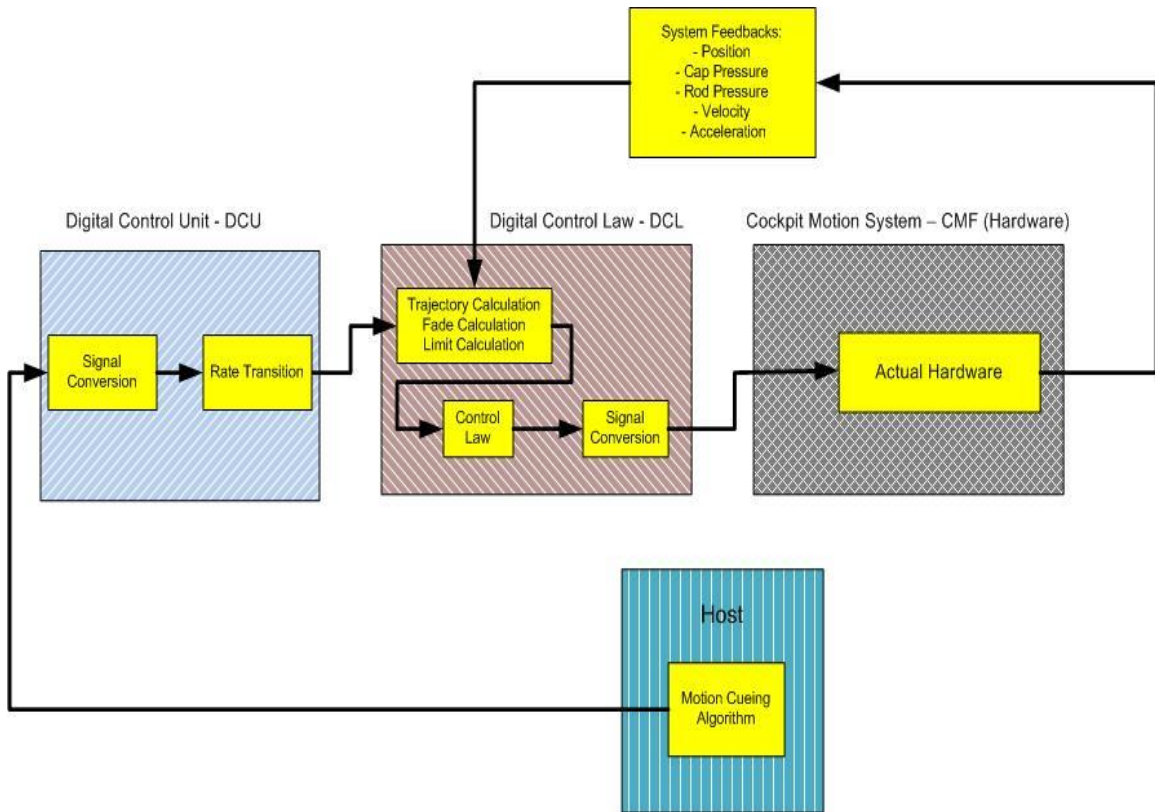 System Feedbacks:
- Position
- Cap Pressure
- Rod Pressure
- Velocity
- Acceleration
Digital Control Unit - DCU
Digital Control Law - DCL
Cockpit Motion System – CMF (Hardware)
Signal
Conversion
Rate Transition
Trajectory Calculation
Fade Calculation
Limit Calculation
Control
Law
Signal
Conversion
Actual Hardware
Host
Motion Cueing
Algorithm